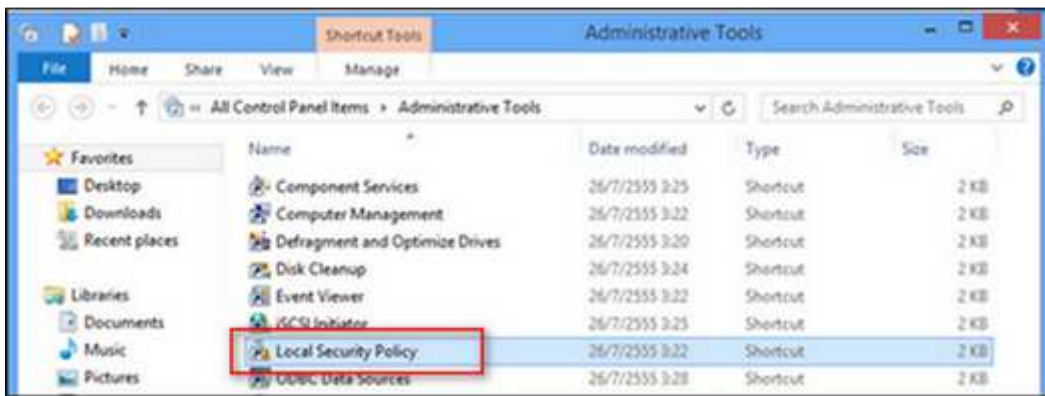 Shortcut Tools
Administrative Tools
File Home Share View Manage
All Control Panel Items Administrative Tools Search Administrative Tools
Name Date modified Type Size
Favorites
Desktop
Downloads
Recent places
Libraries
Documents
Music
Pictures
Component Services 26/7/2555 3:25 Shortcut 2 KB
Computer Management 26/7/2555 3:22 Shortcut 2 KB
Defragment and Optimize Drives 26/7/2555 3:20 Shortcut 2 KB
Disk Cleanup 26/7/2555 3:24 Shortcut 2 KB
Event Viewer 26/7/2555 3:22 Shortcut 2 KB
iSCSI Initiator 26/7/2555 3:25 Shortcut 2 KB
Local Security Policy 26/7/2555 3:22 Shortcut 2 KB
ODBC Data Sources 26/7/2555 3:28 Shortcut 2 KB